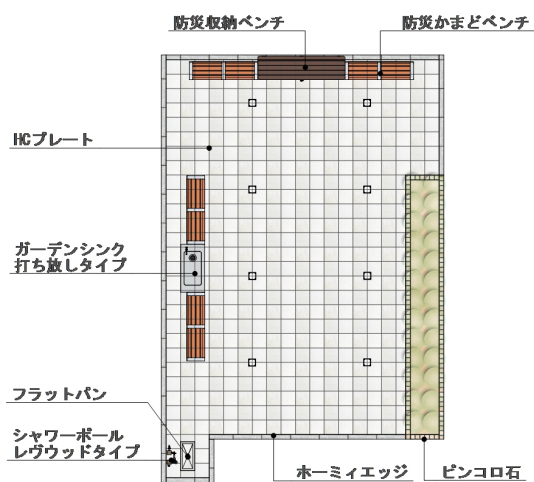 防災収納ベンチ
防災かまどベンチ
HCプレート
ガーデンシンク
打ち放しタイプ
フラットパン
シャワーポール
レヴウッドタイプ
ホーミィエッジ
ピンコロ石